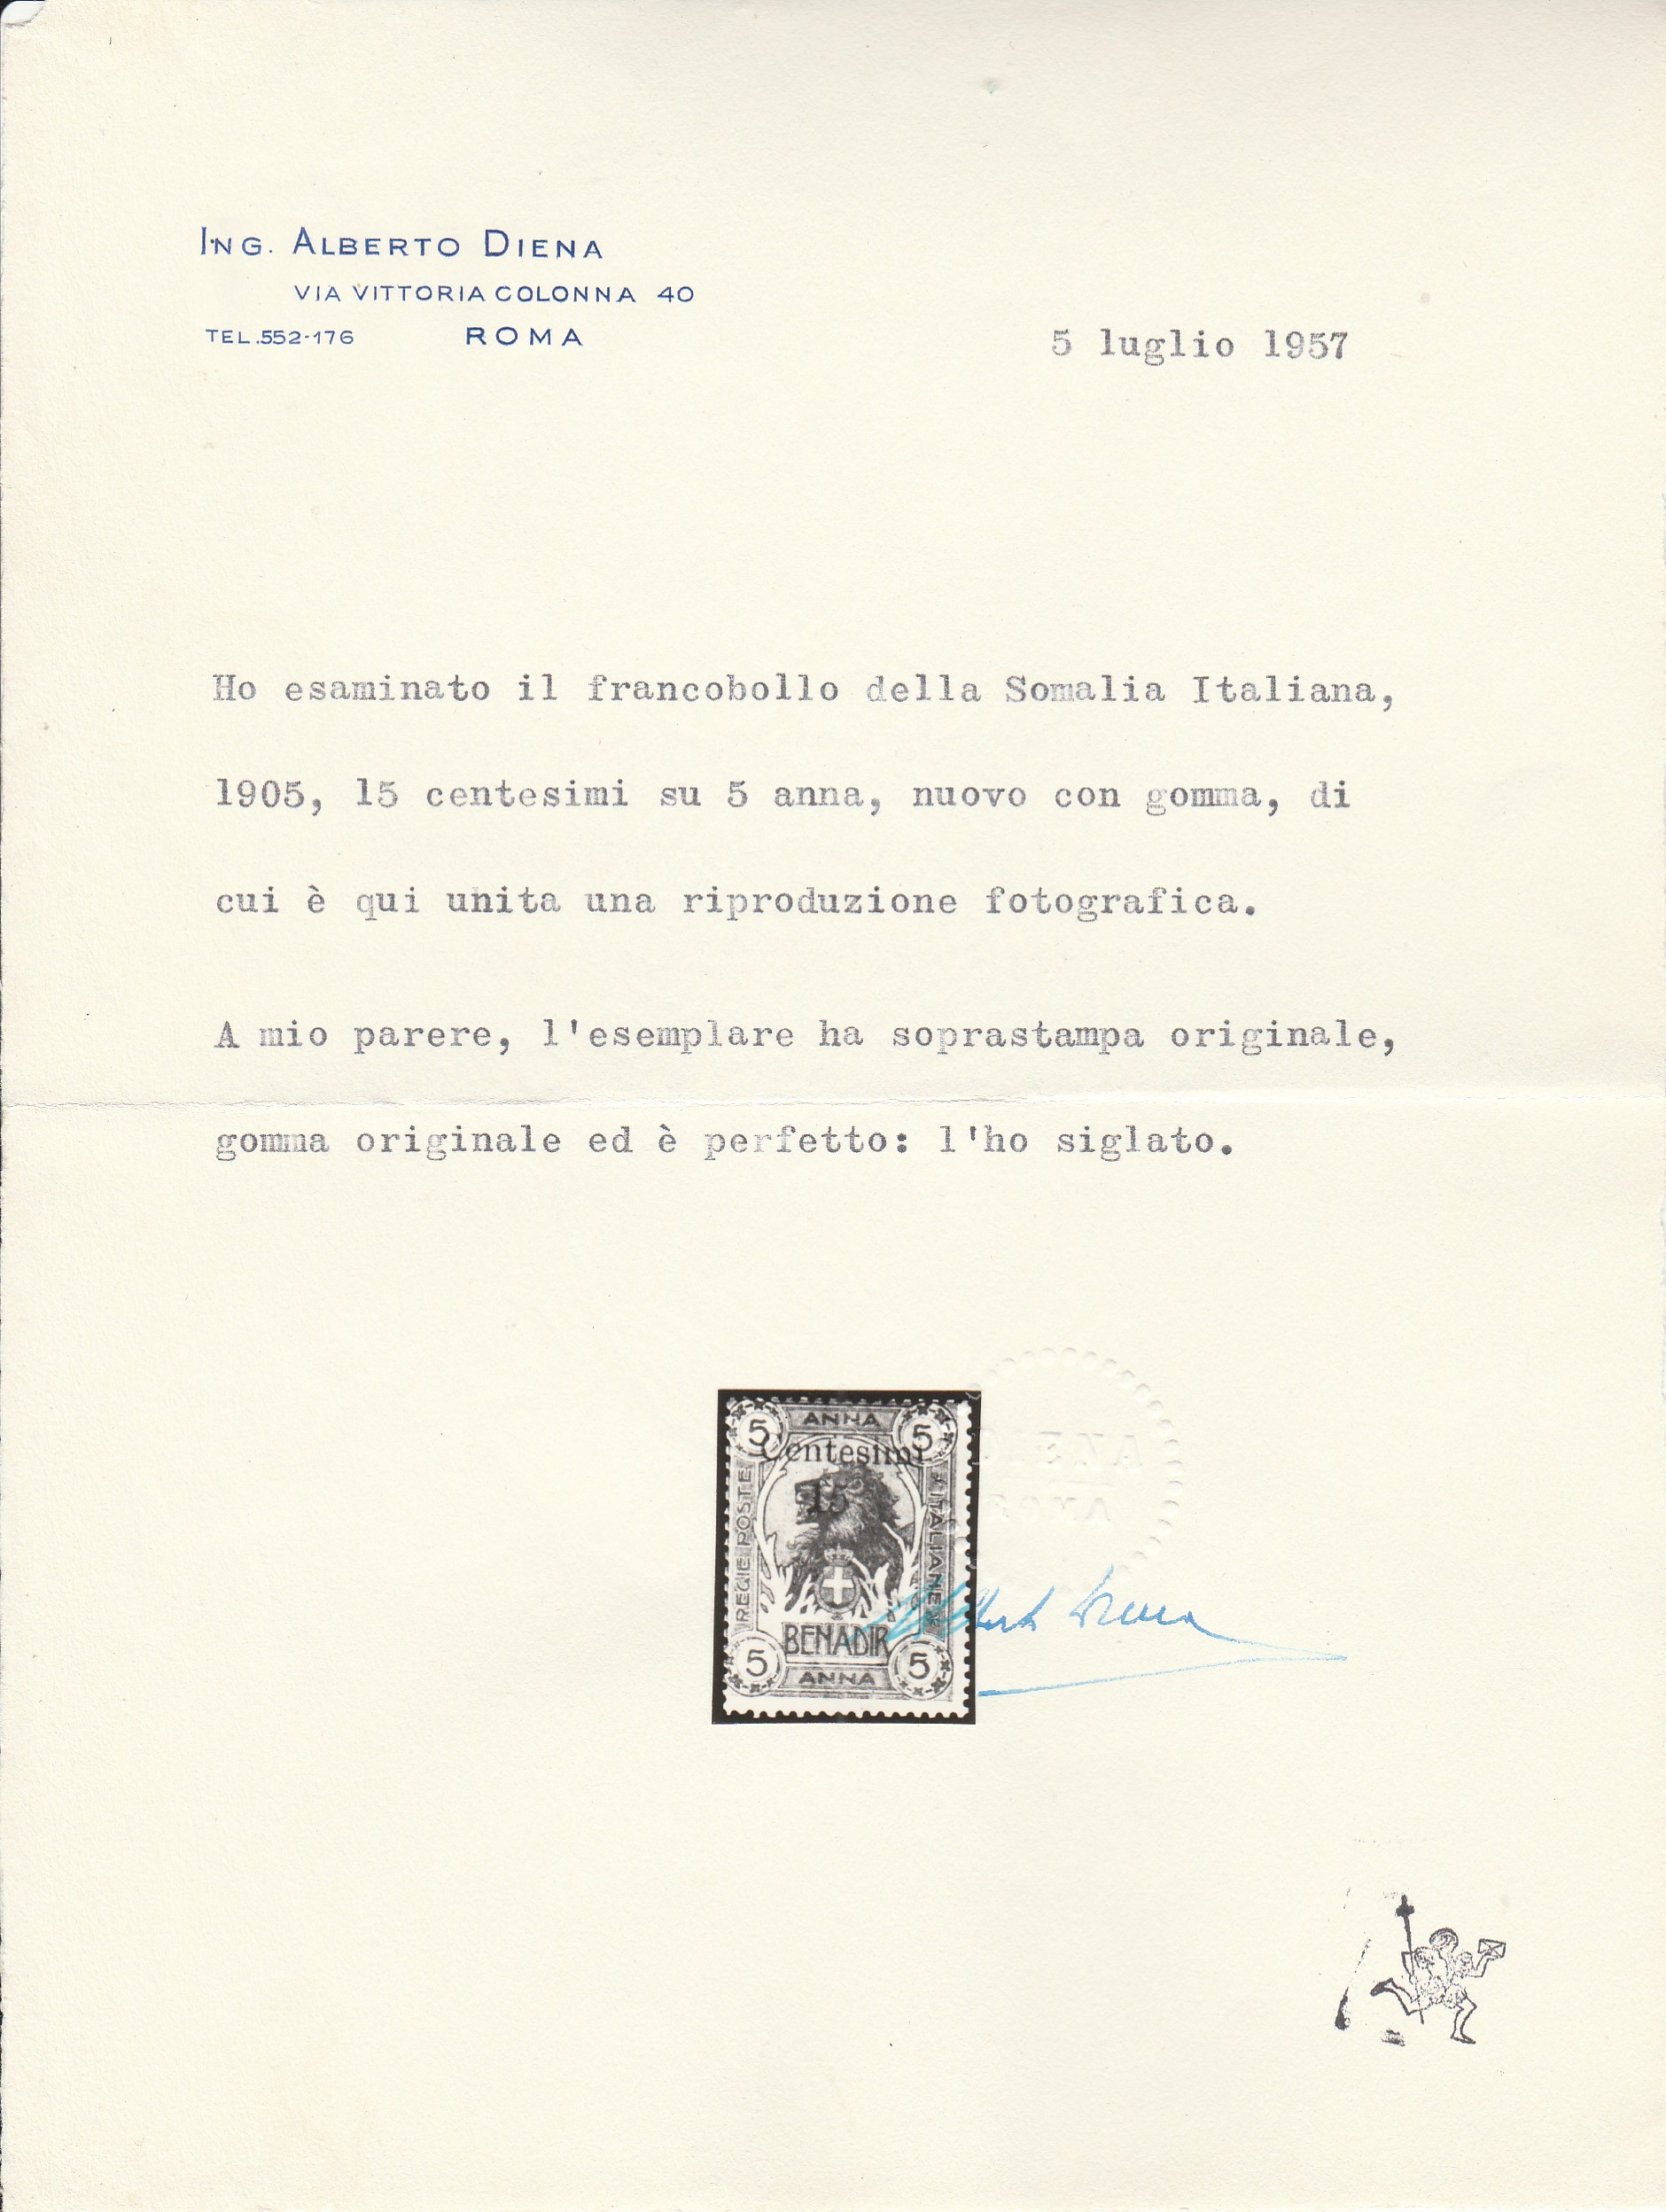 ING. ALBERTO DIENA
VIA VITTORIA COLONNA 40
TEL.552-176 ROMA
5 luglio 1957
Ho esaminato il francobollo della Somalia Italiana,
1905, 15 centesimi su 5 anna, nuovo con gomma, di
cui è qui unita una riproduzione fotografica.
A mio parere, l'esemplare ha soprastampa originale,
gomma originale ed è perfetto: l'ho siglato.
5 ANNA 5
Centesimi
15
REGIE POSTE
ITALIANE
BENADIR
5 ANNA 5
Alberto Diena